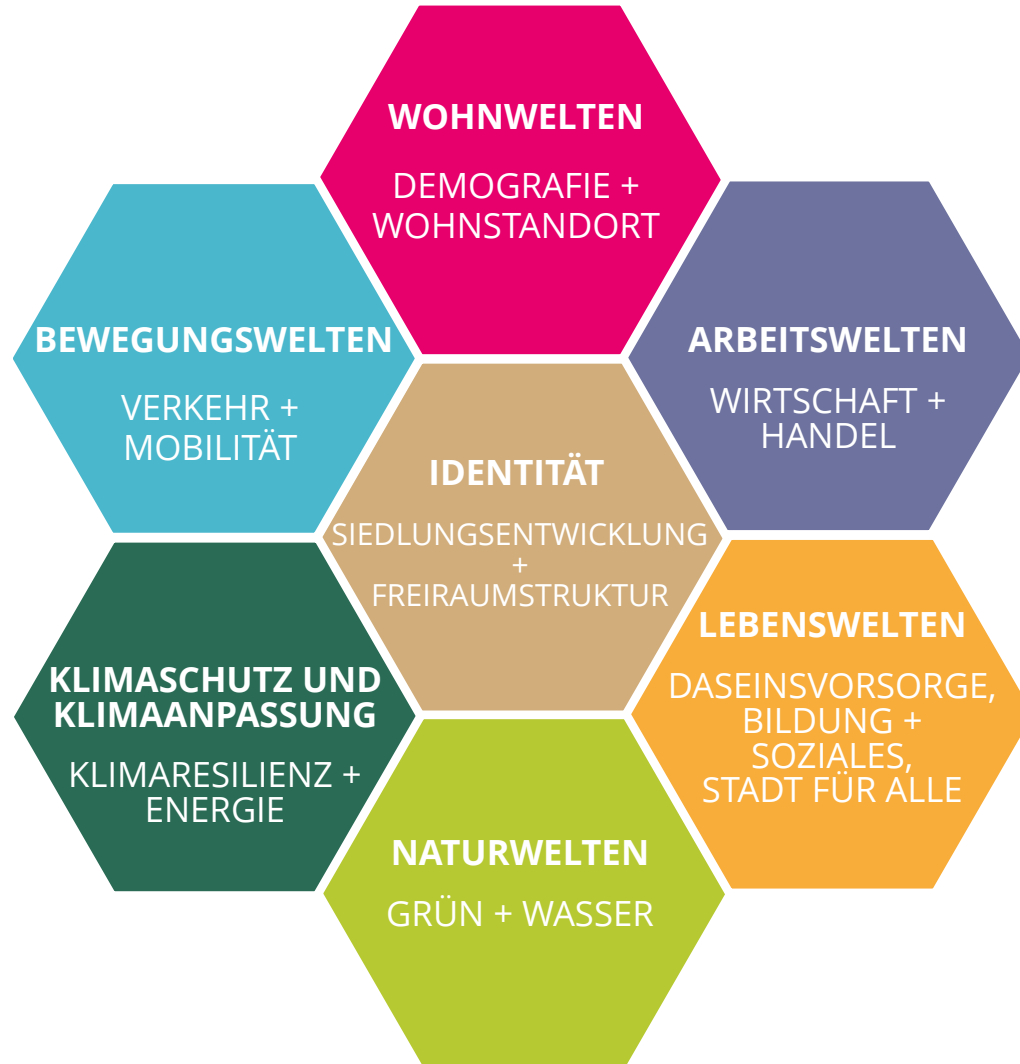 WOHNWELTEN
DEMOGRAFIE +
WOHNSTANDORT
BEWEGUNGSWELTEN
VERKEHR +
MOBILITÄT
ARBEITSWELTEN
WIRTSCHAFT +
HANDEL
IDENTITÄT
SIEDLUNGSENTWICKLUNG
+
FREIRAUMSTRUKTUR
KLIMASCHUTZ UND
KLIMAANPASSUNG
KLIMARESILIENZ +
ENERGIE
LEBENSWELTEN
DASEINSVORSORGE,
BILDUNG +
SOZIALES,
STADT FÜR ALLE
NATURWELTEN
GRÜN + WASSER